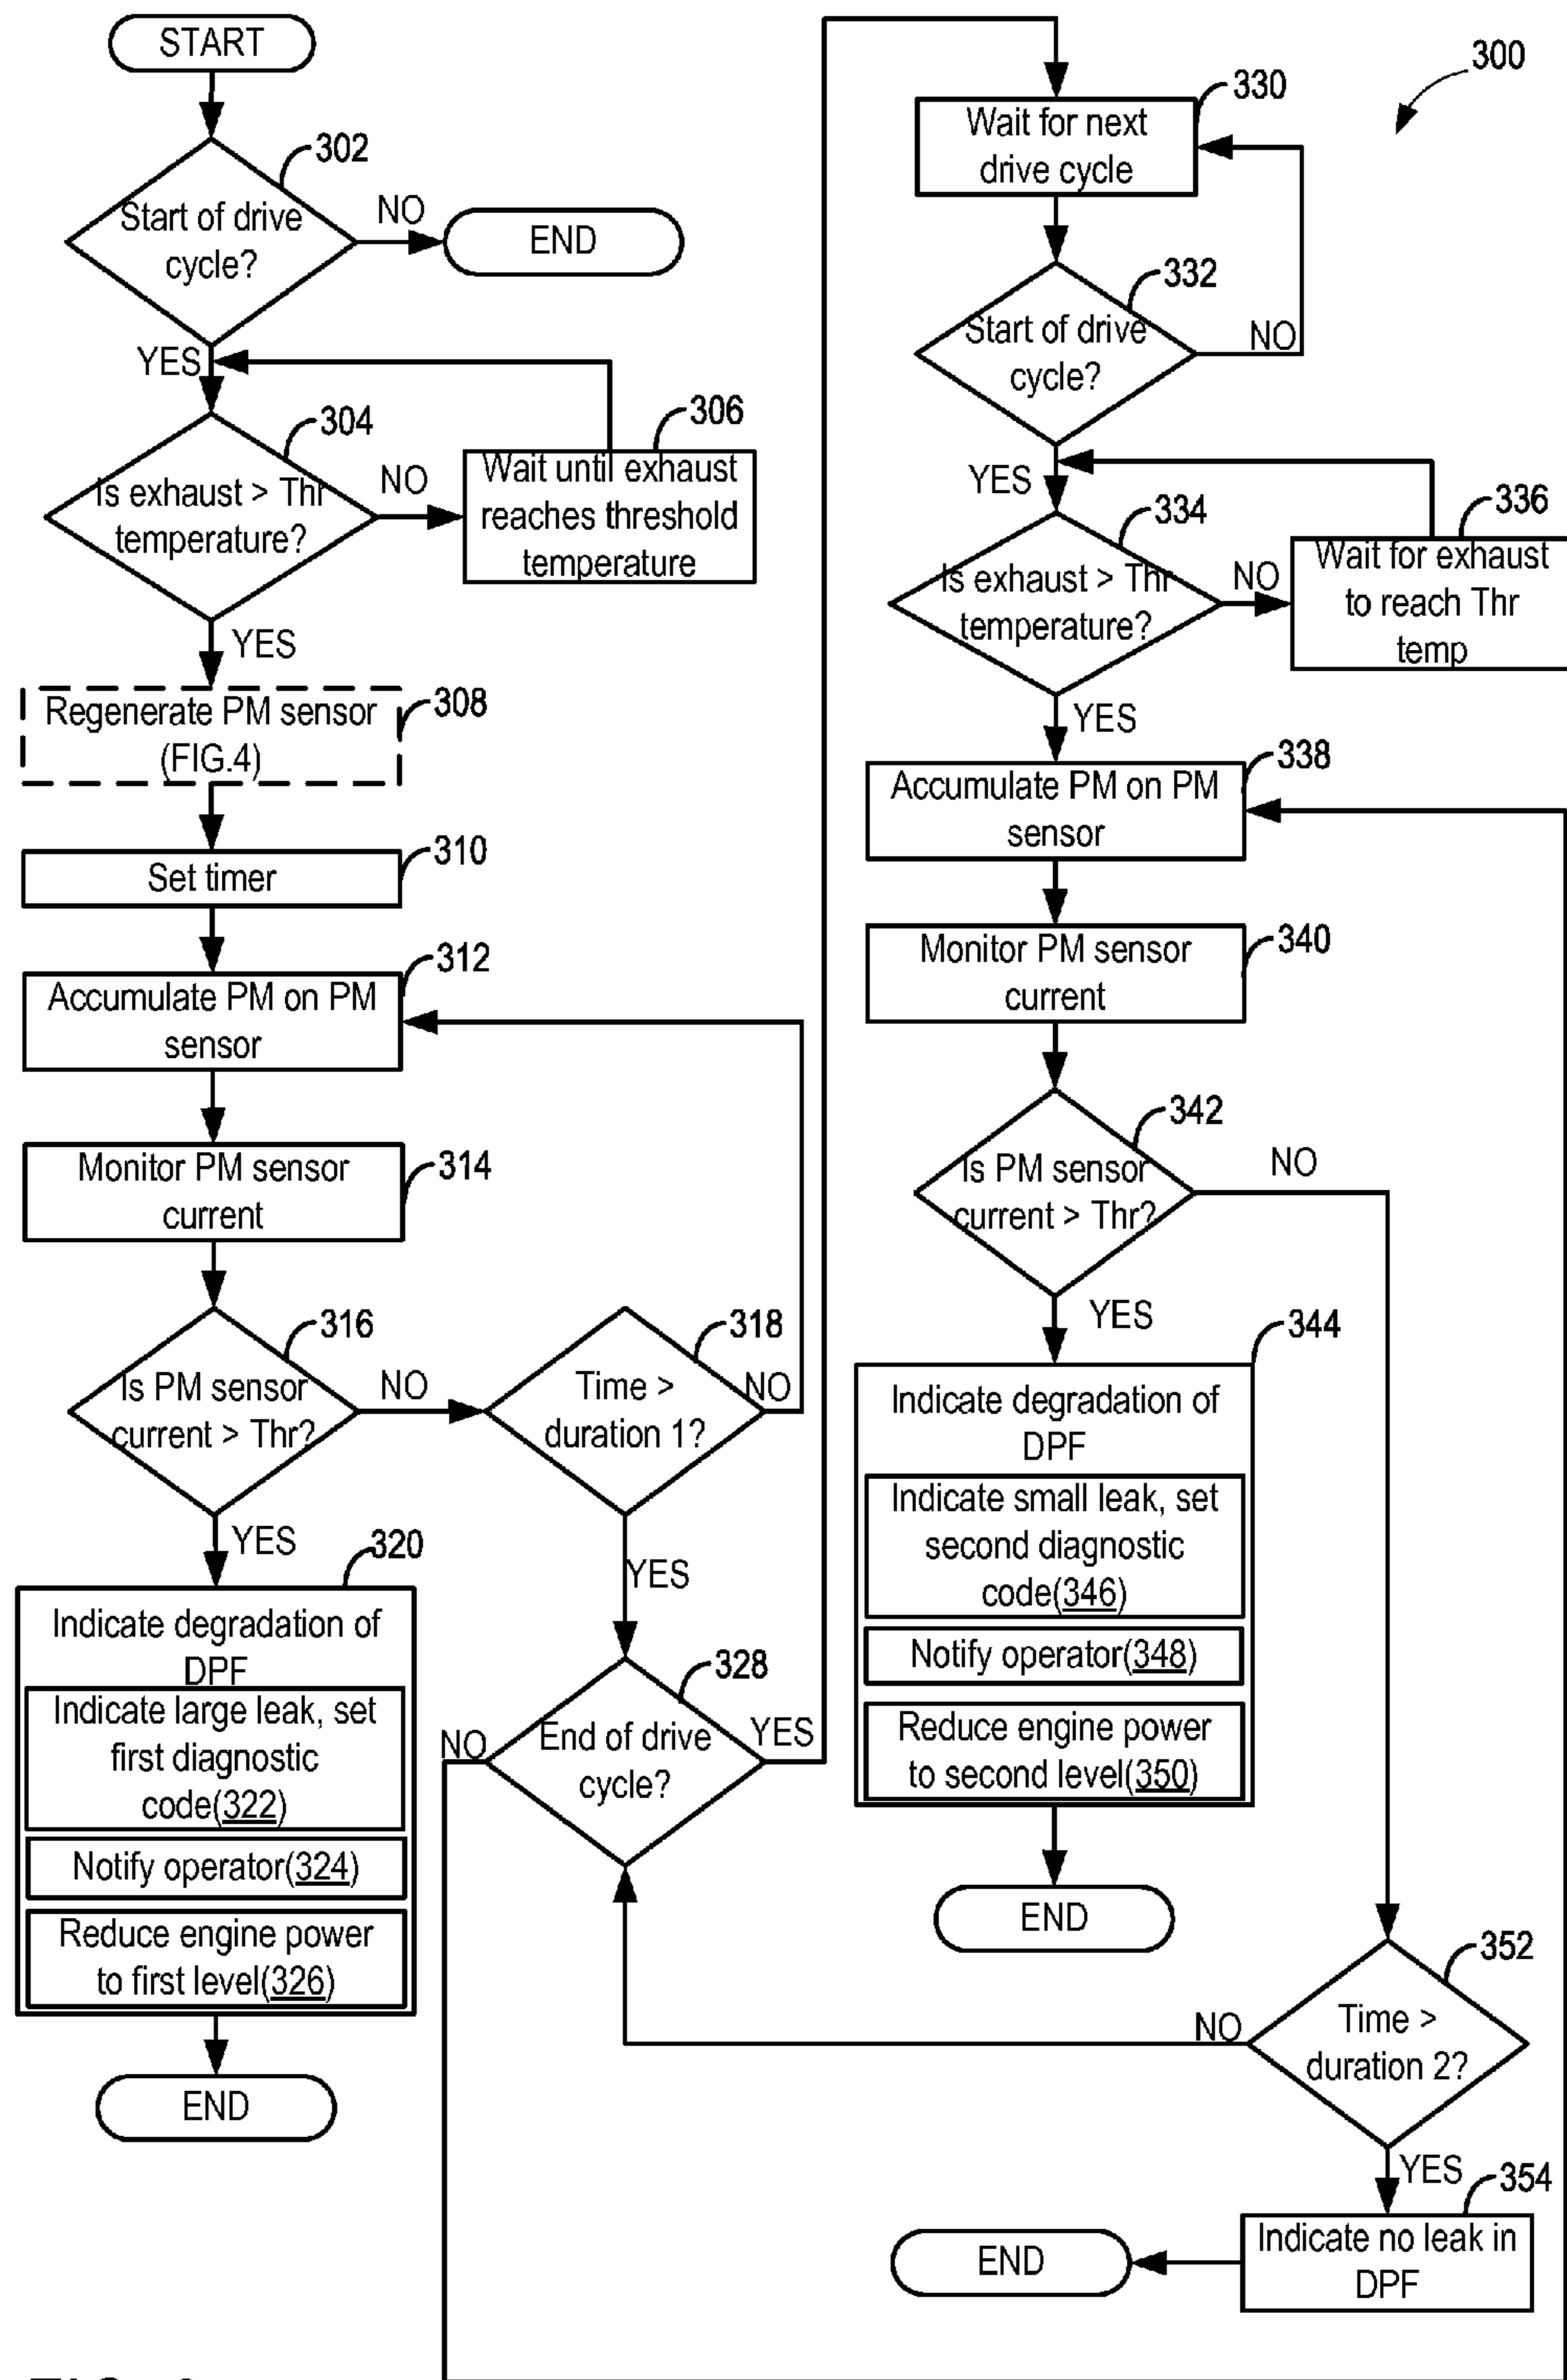 START
302
Start of drive
cycle?
NO
END
YES
304
Is exhaust > Thr
temperature?
NO
306
Wait until exhaust
reaches threshold
temperature
YES
308
Regenerate PM sensor
(FIG.4)
310
Set timer
312
Accumulate PM on PM
sensor
314
Monitor PM sensor
current
316
Is PM sensor
current > Thr?
NO
318
Time >
duration 1?
NO
YES
YES
320
Indicate degradation of
DPF
Indicate large leak, set
first diagnostic
code(322)
Notify operator(324)
Reduce engine power
to first level(326)
END
328
End of drive
cycle?
NO
YES
300
330
Wait for next
drive cycle
332
Start of drive
cycle?
NO
YES
334
Is exhaust > Thr
temperature?
NO
336
Wait for exhaust
to reach Thr
temp
YES
338
Accumulate PM on PM
sensor
340
Monitor PM sensor
current
342
Is PM sensor
current > Thr?
NO
YES
344
Indicate degradation of
DPF
Indicate small leak, set
second diagnostic
code(346)
Notify operator(348)
Reduce engine power
to second level(350)
END
352
Time >
duration 2?
NO
YES
354
Indicate no leak in
DPF
END